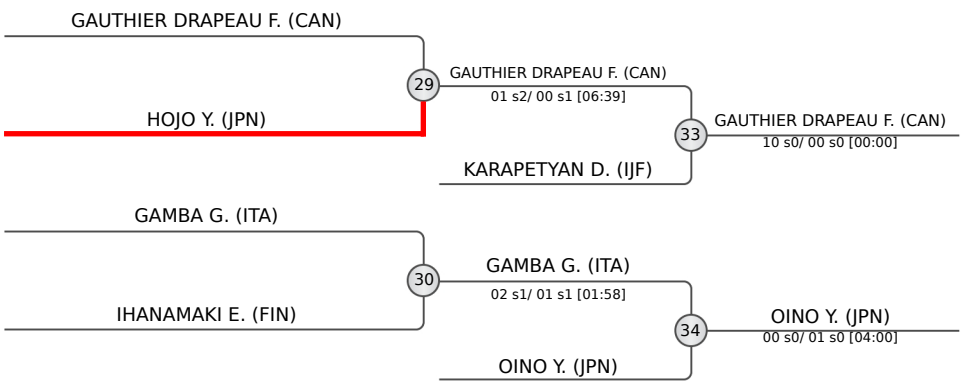 GAUTHIER DRAPEAU F. (CAN)
29
GAUTHIER DRAPEAU F. (CAN)
01 s2/ 00 s1 [06:39]
HOJO Y. (JPN)
33
GAUTHIER DRAPEAU F. (CAN)
10 s0/ 00 s0 [00:00]
KARAPETYAN D. (IJF)
GAMBA G. (ITA)
30
GAMBA G. (ITA)
02 s1/ 01 s1 [01:58]
IHANAMAKI E. (FIN)
34
OINO Y. (JPN)
00 s0/ 01 s0 [04:00]
OINO Y. (JPN)